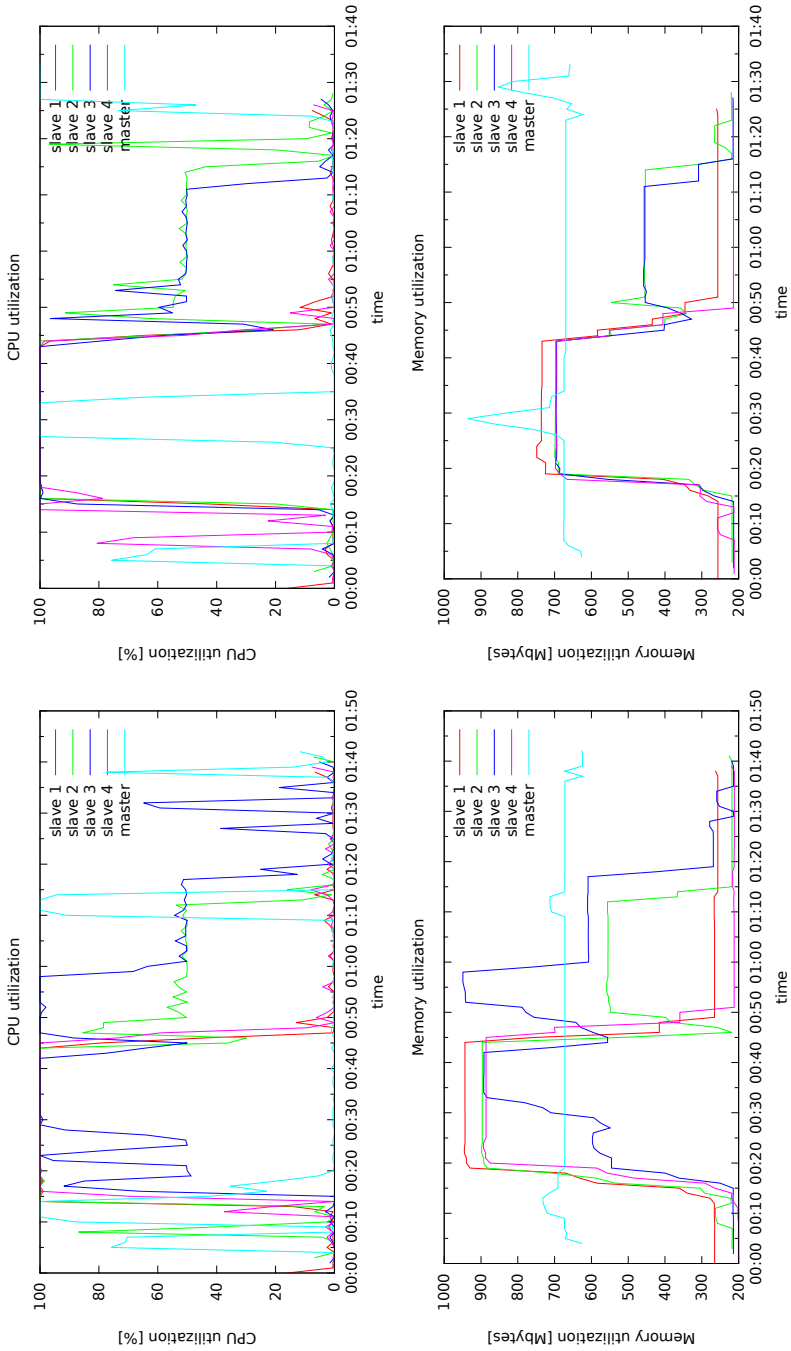 CPU utilization
CPU utilization [%]
100
80
60
40
20
0
00:00 00:10 00:20 00:30 00:40 00:50 01:00 01:10 01:20 01:30 01:40 01:50
time
slave 1
slave 2
slave 3
slave 4
master
CPU utilization
CPU utilization [%]
100
80
60
40
20
0
00:00 00:10 00:20 00:30 00:40 00:50 01:00 01:10 01:20 01:30 01:40
time
slave 1
slave 2
slave 3
slave 4
master
Memory utilization
Memory utilization [Mbytes]
1000
900
800
700
600
500
400
300
200
00:00 00:10 00:20 00:30 00:40 00:50 01:00 01:10 01:20 01:30 01:40 01:50
time
slave 1
slave 2
slave 3
slave 4
master
Memory utilization
Memory utilization [Mbytes]
1000
900
800
700
600
500
400
300
200
00:00 00:10 00:20 00:30 00:40 00:50 01:00 01:10 01:20 01:30 01:40
time
slave 1
slave 2
slave 3
slave 4
master